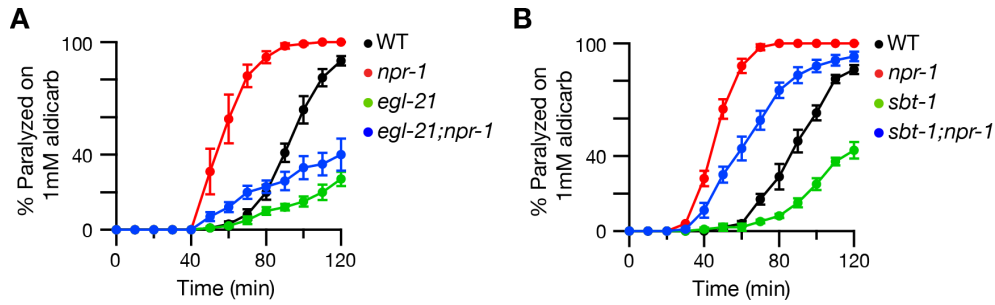 A
% Paralyzed on
1mM aldicarb
100
40
0
0
40
80
120
Time (min)
WT
npr-1
egl-21
egl-21;npr-1
B
% Paralyzed on
1mM aldicarb
100
40
0
0
40
80
120
Time (min)
WT
npr-1
sbt-1
sbt-1;npr-1